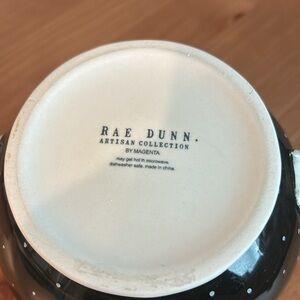 RAE DUNN.
ARTISAN COLLECTION
BY MAGENTA
may get hot in microwave.
dishwasher safe. made in china.